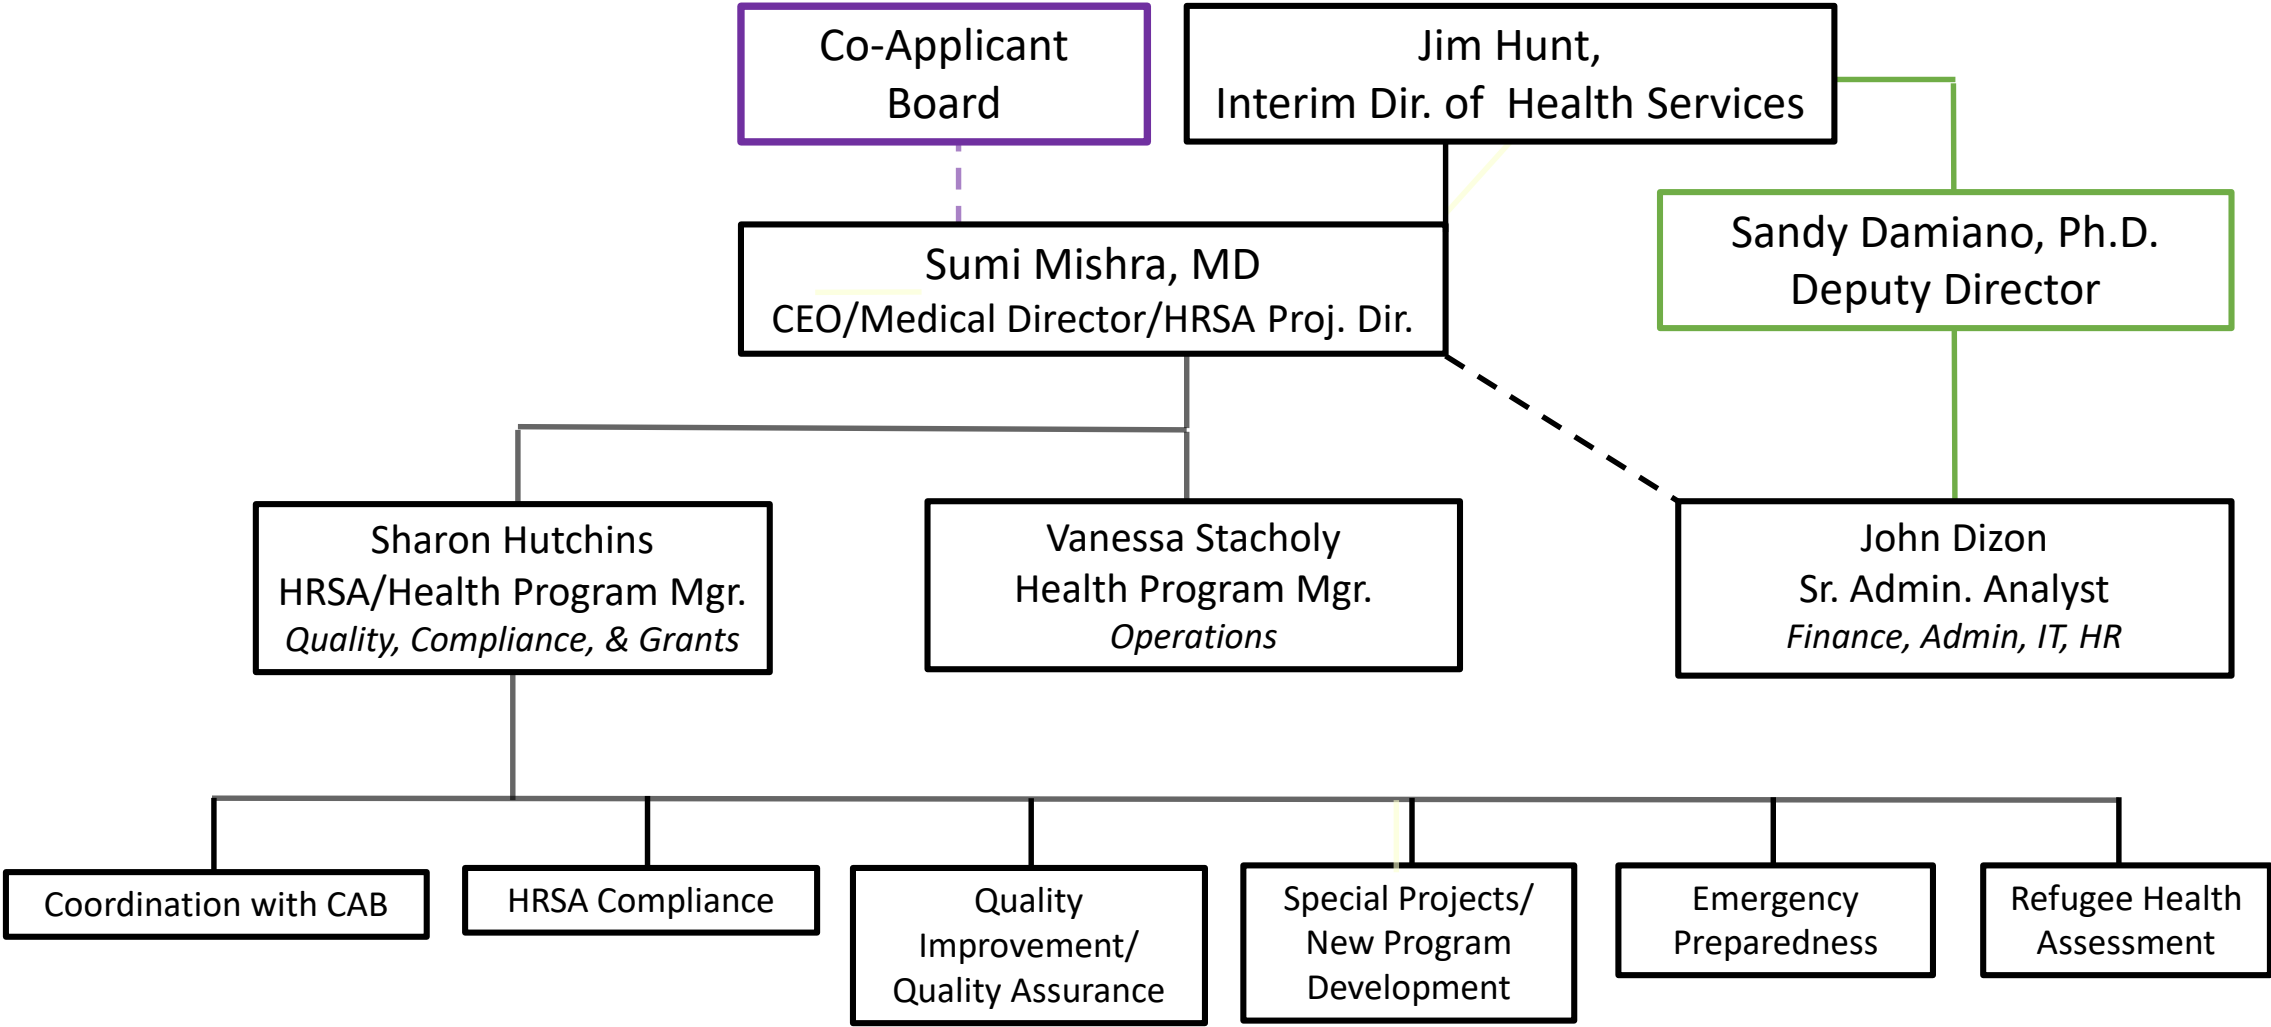 Co-Applicant
Board
Jim Hunt,
Interim Dir. of Health Services
Sumi Mishra, MD
CEO/Medical Director/HRSA Proj. Dir.
Sandy Damiano, Ph.D.
Deputy Director
Sharon Hutchins
HRSA/Health Program Mgr.
Quality, Compliance, & Grants
Vanessa Stacholy
Health Program Mgr.
Operations
John Dizon
Sr. Admin. Analyst
Finance, Admin, IT, HR
Coordination with CAB
HRSA Compliance
Quality
Improvement/
Quality Assurance
Special Projects/
New Program
Development
Emergency
Preparedness
Refugee Health
Assessment